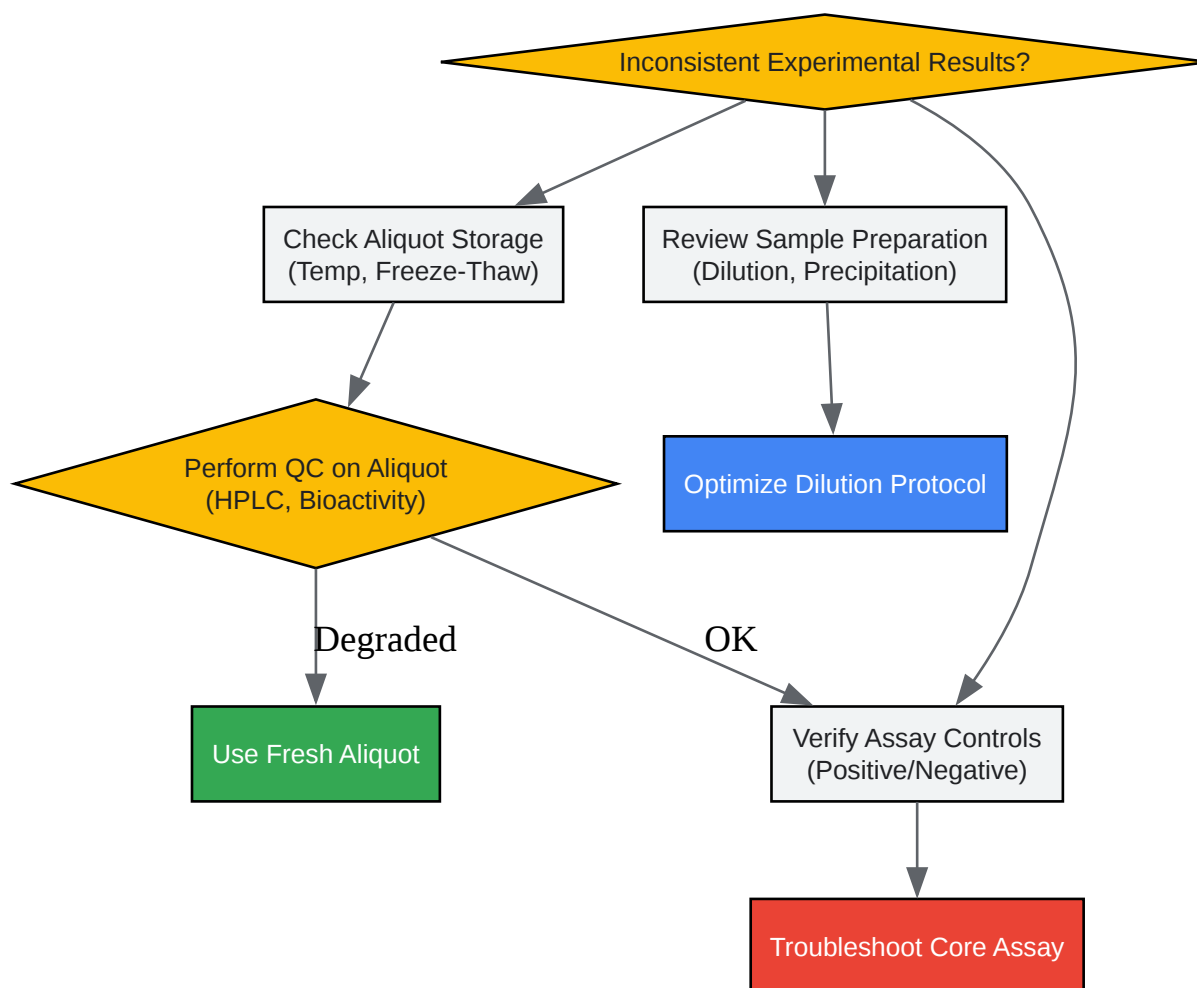 Inconsistent Experimental Results?
Check Aliquot Storage
(Temp, Freeze-Thaw)
Review Sample Preparation
(Dilution, Precipitation)
Perform QC on Aliquot
(HPLC, Bioactivity)
Optimize Dilution Protocol
Degraded
OK
Use Fresh Aliquot
Verify Assay Controls
(Positive/Negative)
Troubleshoot Core Assay